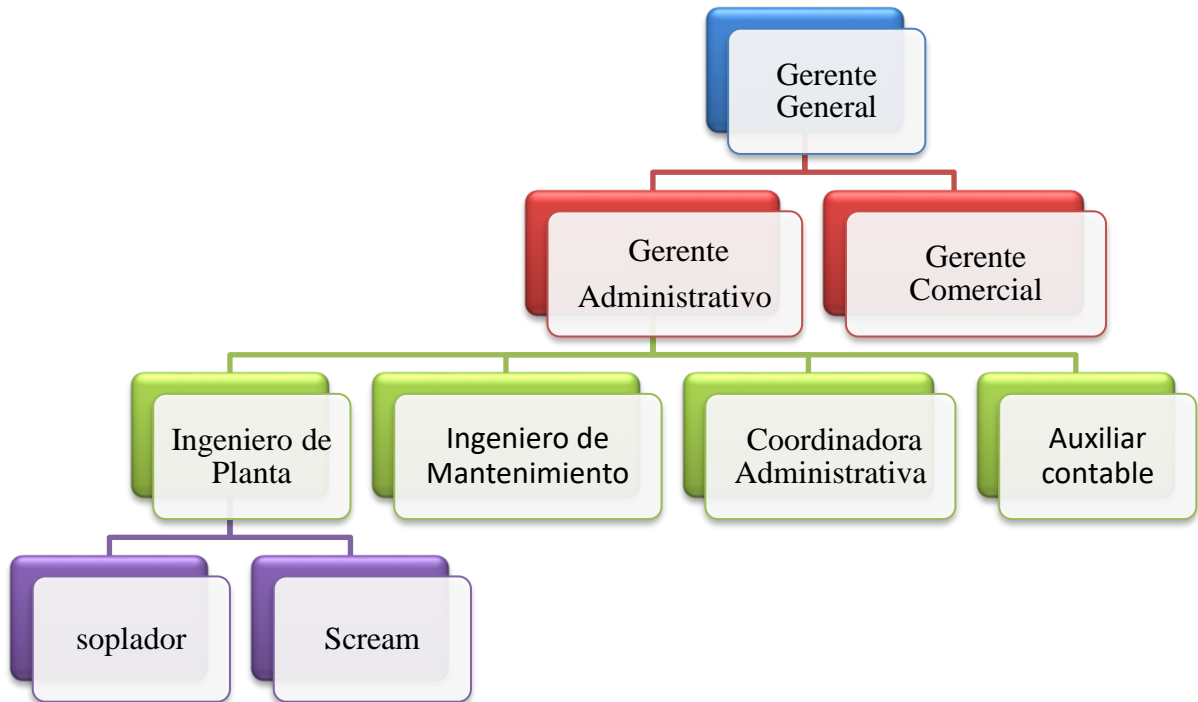 Gerente
General
Gerente
Administrativo
Gerente
Comercial
Ingeniero de
Planta
Ingeniero de
Mantenimiento
Coordinadora
Administrativa
Auxiliar
contable
soplador
Scream